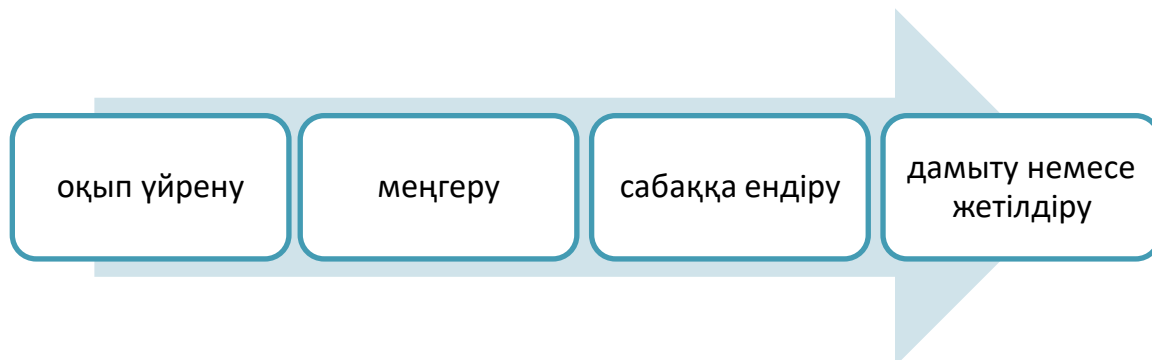 оқып үйрену
меңгеру
сабаққа ендіру
дамыту немесе
жетілдіру